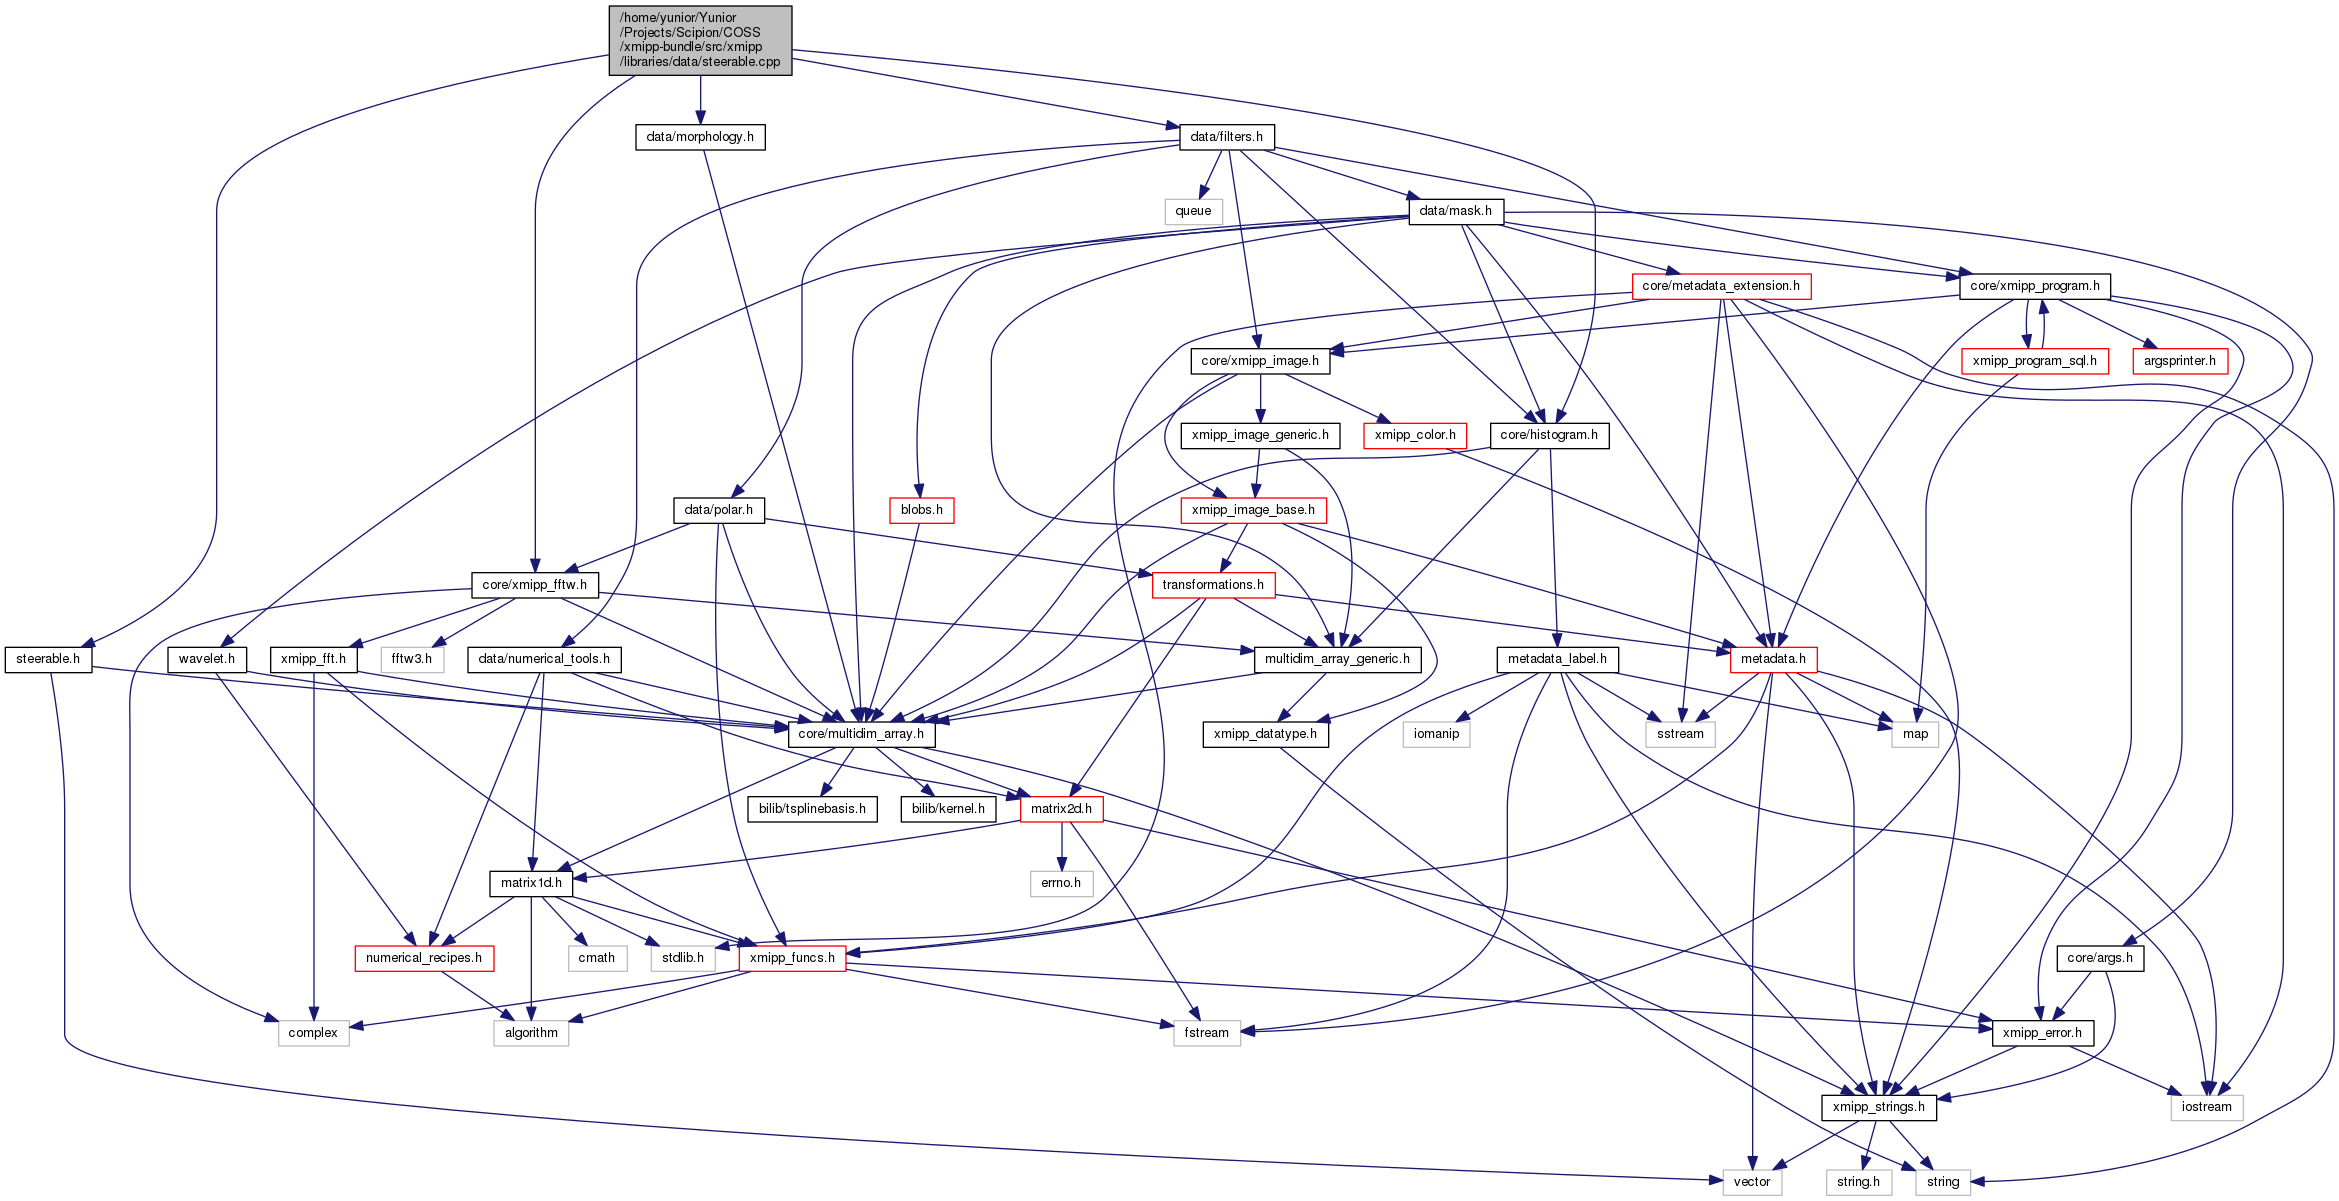 /home/yunior/Yunior
/Projects/Scipion/COSS
/xmipp-bundle/src/xmipp
/libraries/data/steerable.cpp
data/morphology.h
data/filters.h
queue
data/mask.h
core/metadata_extension.h
core/xmipp_program.h
core/xmipp_image.h
xmipp_program_sql.h
argsprinter.h
xmipp_image_generic.h
xmipp_color.h
core/histogram.h
data/polar.h
blobs.h
xmipp_image_base.h
core/xmipp_fftw.h
transformations.h
steerable.h
wavelet.h
xmipp_fft.h
fftw3.h
data/numerical_tools.h
multidim_array_generic.h
metadata_label.h
metadata.h
core/multidim_array.h
xmipp_datatype.h
iomanip
sstream
map
bilib/tsplinebasis.h
bilib/kernel.h
matrix2d.h
matrix1d.h
errno.h
numerical_recipes.h
cmath
stdlib.h
xmipp_funcs.h
core/args.h
complex
algorithm
fstream
xmipp_error.h
xmipp_strings.h
iostream
vector
string.h
string